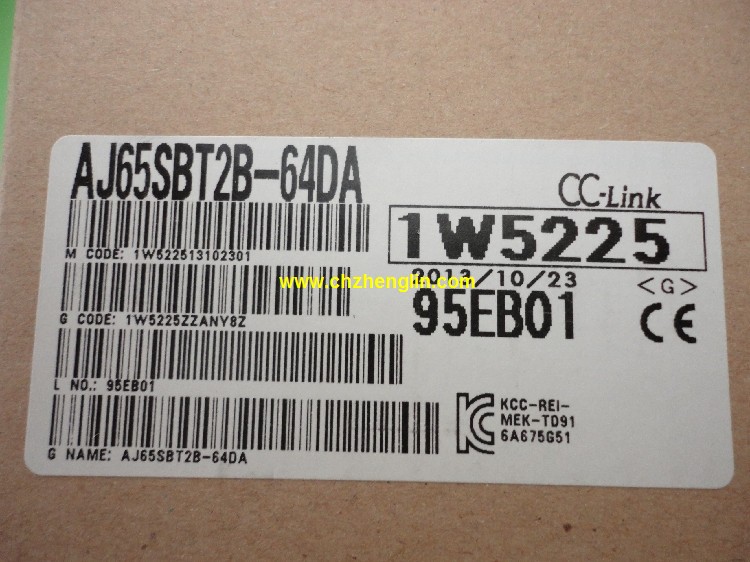 AJ65SBT2B-64DA
CC-Link
M CODE: 1W522513102301
1W5225
www.chzhenglin.com
2013/10/23
<G>
G CODE: 1W5225ZZANY8Z
95EB01
CE
L NO.: 95EB01
KCC-REI-
MEK-TD91
6A675G51
G NAME: AJ65SBT2B-64DA